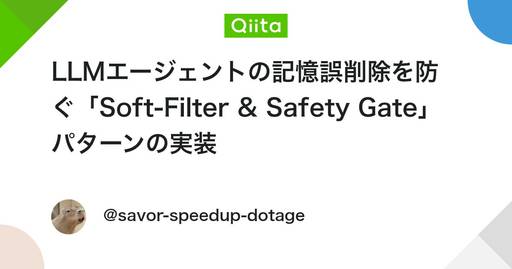 Qiita
LLMエージェントの記憶誤削除を防
ぐ「Soft-Filter & Safety Gate」
パターンの実装
@savor-speedup-dotage